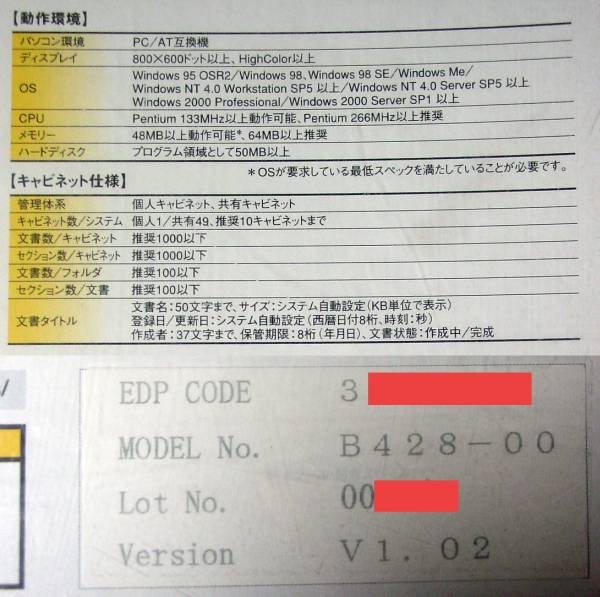 【動作環境】
パソコン環境 PC/AT互換機
ディスプレイ 800×600ドット以上、HighColor以上
OS Windows 95 OSR2/Windows 98、Windows 98 SE/Windows Me/
Windows NT 4.0 Workstation SP5 以上/Windows NT 4.0 Server SP5 以上/
Windows 2000 Professional/Windows 2000 Server SP1 以上
CPU Pentium 133MHz以上動作可能、Pentium 266MHz以上推奨
メモリー 48MB以上動作可能*、64MB以上推奨
ハードディスク プログラム領域として50MB以上
*OSが要求している最低スペックを満たしていることが必要です。
【キャビネット仕様】
管理体系 個人キャビネット、共有キャビネット
キャビネット数/システム 個人1/共有49、推奨10キャビネットまで
文書数/キャビネット 推奨1000以下
セクション数/キャビネット 推奨1000以下
文書数/フォルダ 推奨100以下
セクション数/文書 推奨100以下
文書タイトル 文書名:50文字まで、サイズ:システム自動設定(KB単位で表示)
登録日/更新日:システム自動設定(西暦日付8桁、時刻:秒)
作成者:37文字まで、保管期限:8桁(年月日)、文書状態:作成中/完成
EDP CODE 3
MODEL No. B428-00
Lot No. 00
Version V1.02